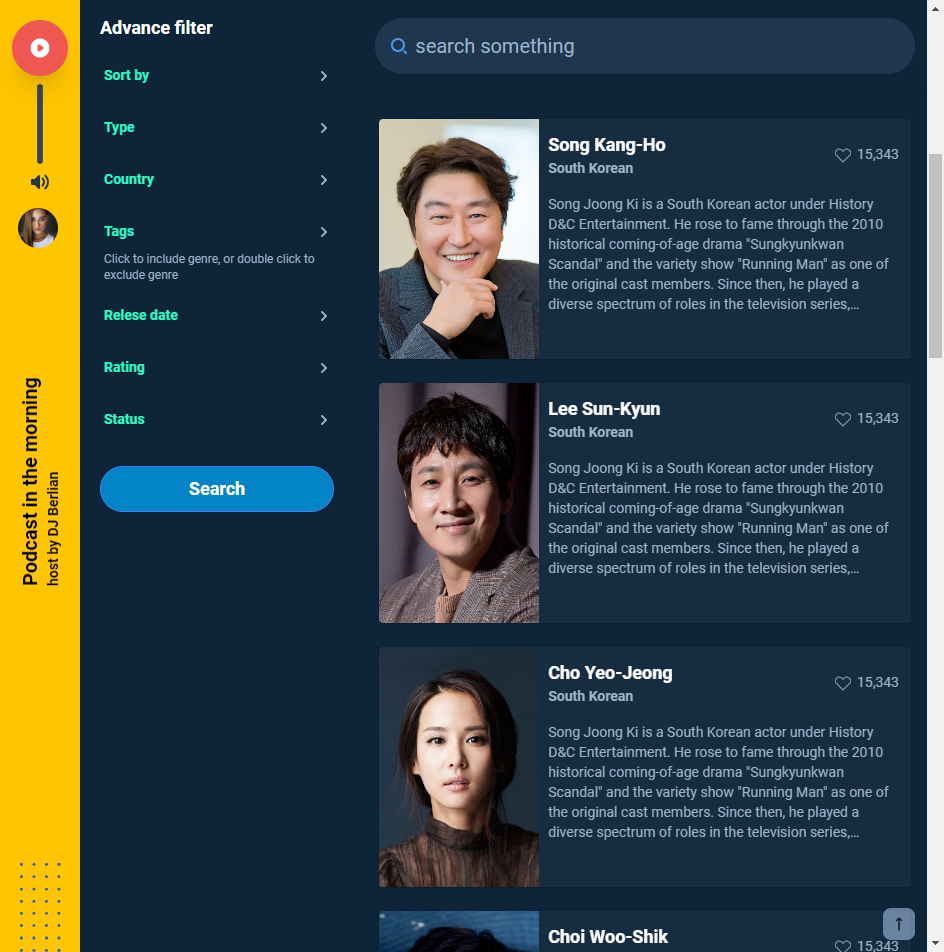 Podcast in the morning
host by DJ Berlian
Advance filter
Sort by
Type
Country
Tags
Click to include genre, or double click to
exclude genre
Relese date
Rating
Status
Search
search something
Song Kang-Ho
South Korean
15,343
Song Joong Ki is a South Korean actor under History
D&C Entertainment. He rose to fame through the 2010
historical coming-of-age drama "Sungkyunkwan
Scandal" and the variety show "Running Man" as one of
the original cast members. Since then, he played a
diverse spectrum of roles in the television series,...
Lee Sun-Kyun
South Korean
15,343
Song Joong Ki is a South Korean actor under History
D&C Entertainment. He rose to fame through the 2010
historical coming-of-age drama "Sungkyunkwan
Scandal" and the variety show "Running Man" as one of
the original cast members. Since then, he played a
diverse spectrum of roles in the television series,...
Cho Yeo-Jeong
South Korean
15,343
Song Joong Ki is a South Korean actor under History
D&C Entertainment. He rose to fame through the 2010
historical coming-of-age drama "Sungkyunkwan
Scandal" and the variety show "Running Man" as one of
the original cast members. Since then, he played a
diverse spectrum of roles in the television series,...
Choi Woo-Shik
15,343